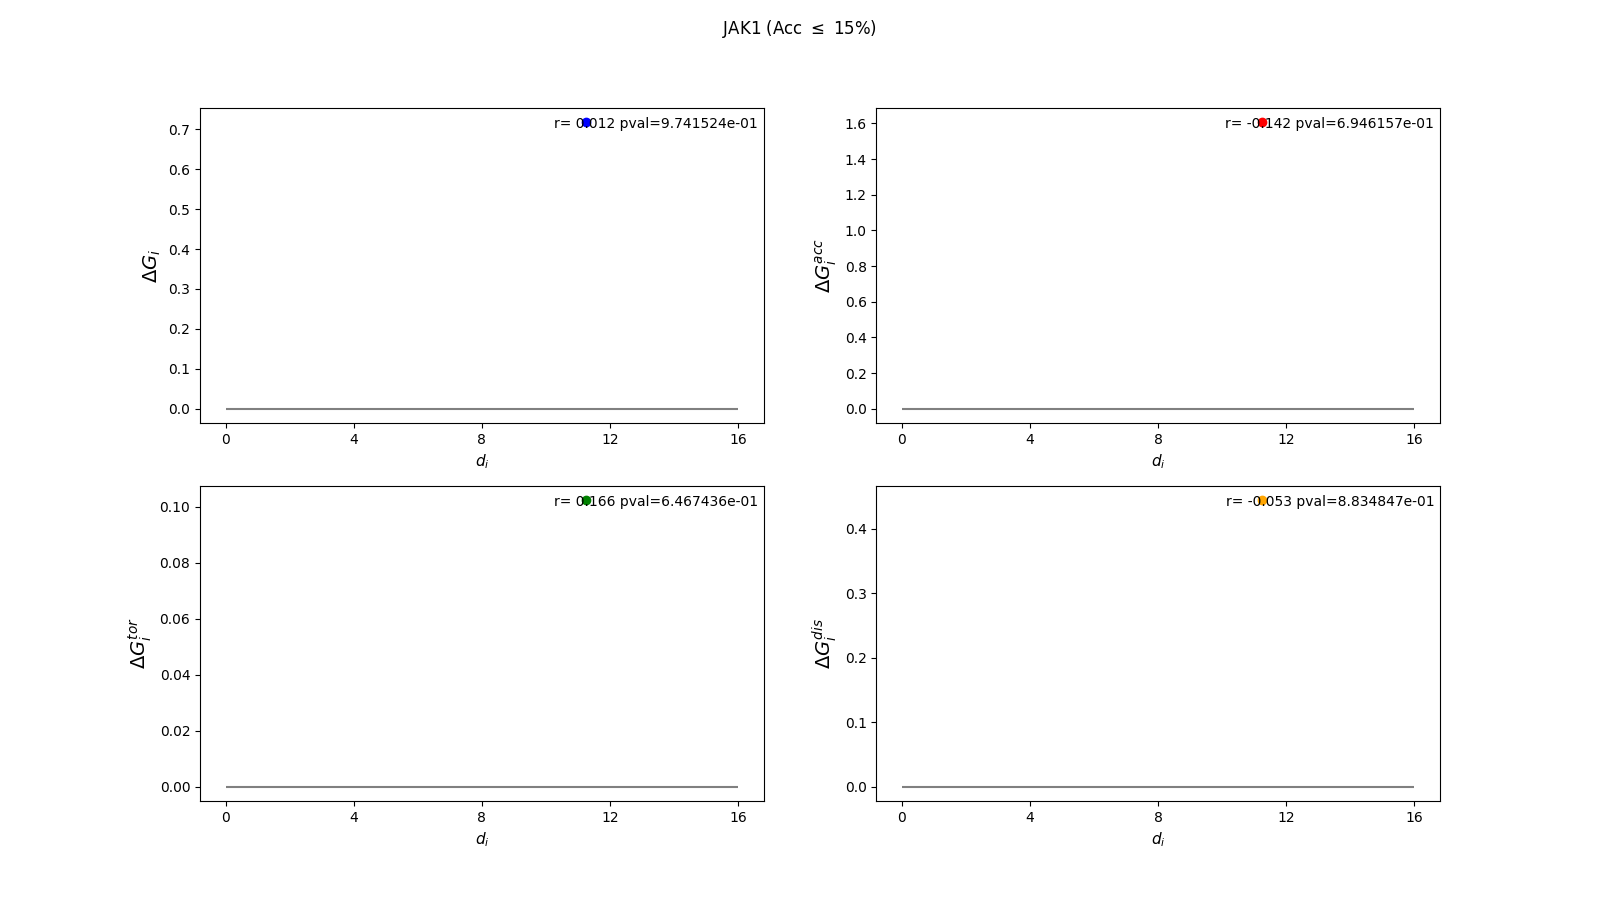 JAK1 (Acc ≤ 15%)
r= 0.012 pval=9.741524e-01
0.7
0.6
0.5
0.4
0.3
0.2
0.1
0.0
ΔG_i
0 4 8 12 16
d_i
r= -0.142 pval=6.946157e-01
1.6
1.4
1.2
1.0
0.8
0.6
0.4
0.2
0.0
ΔG_i^acc
0 4 8 12 16
d_i
r= 0.166 pval=6.467436e-01
0.10
0.08
0.06
0.04
0.02
0.00
ΔG_i^tor
0 4 8 12 16
d_i
r= -0.053 pval=8.834847e-01
0.4
0.3
0.2
0.1
0.0
ΔG_i^dis
0 4 8 12 16
d_i